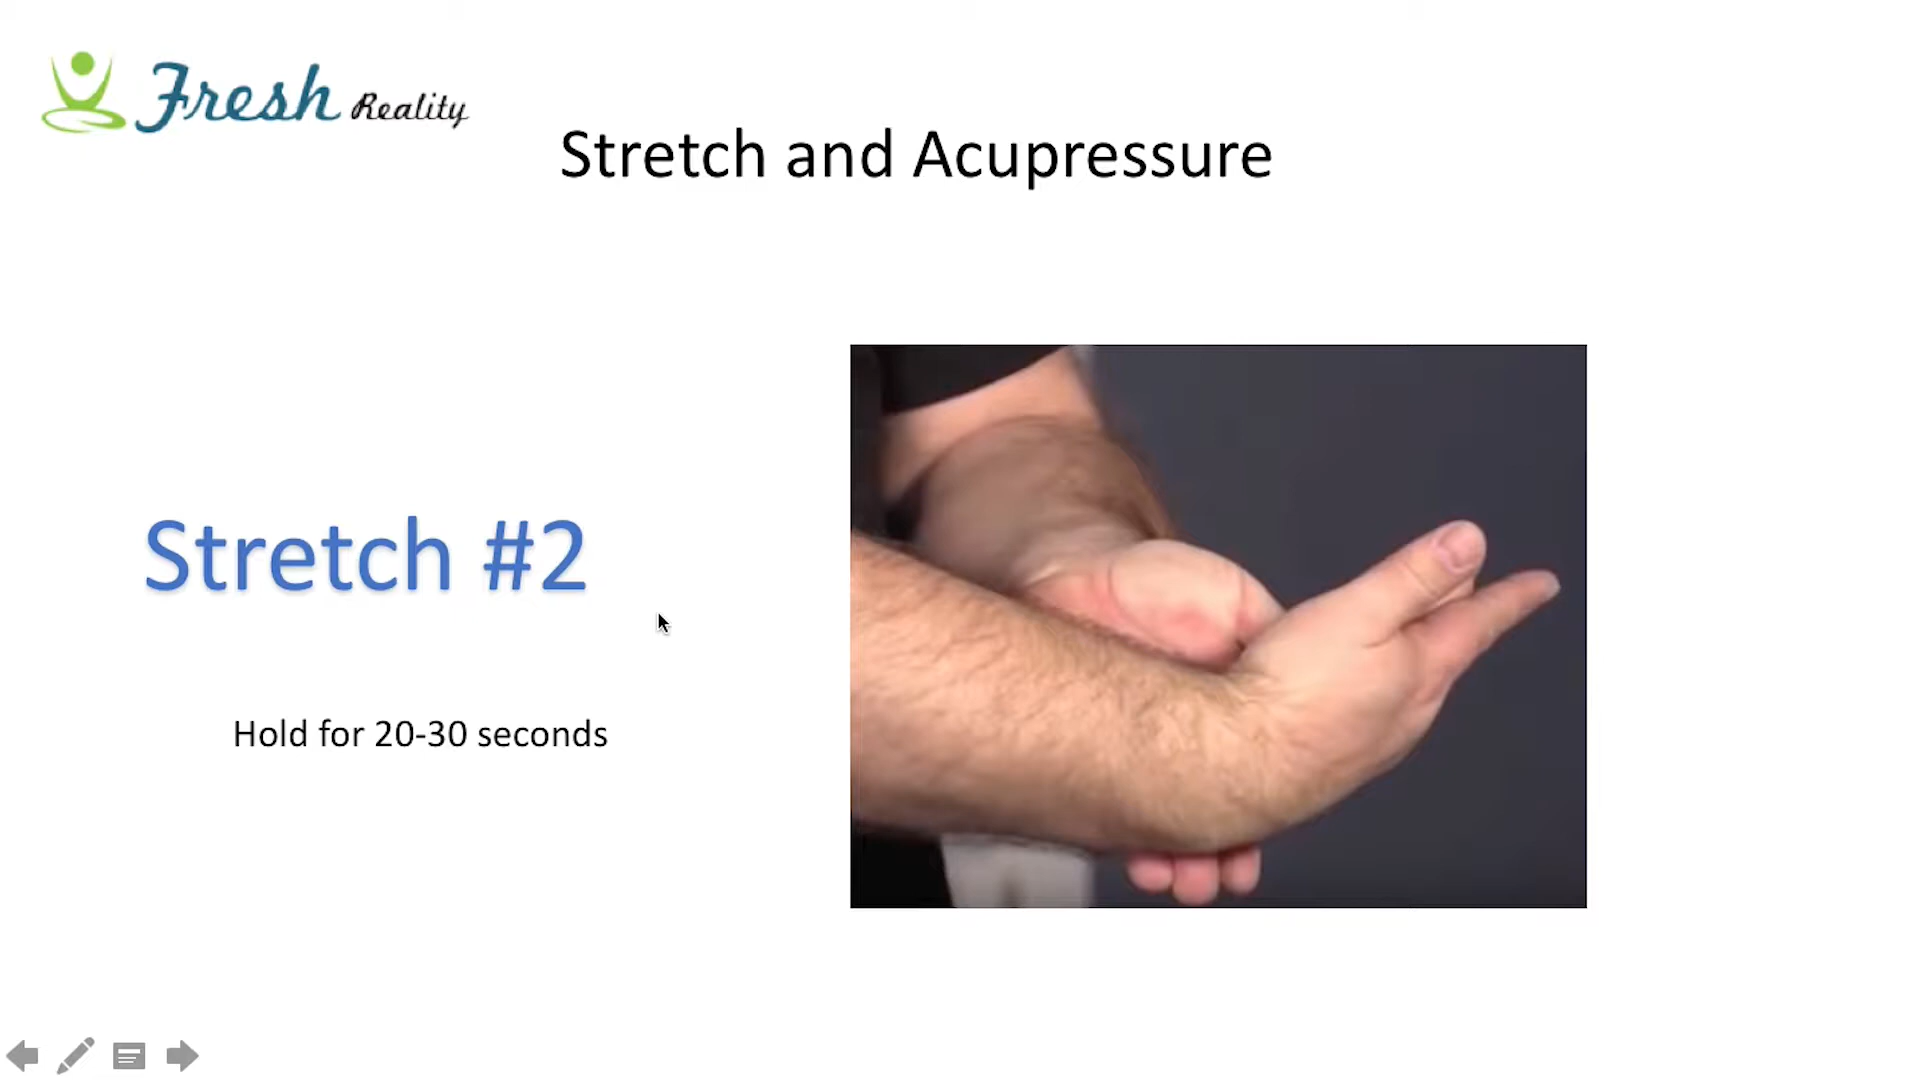 Fresh Reality
Stretch and Acupressure
Stretch #2
Hold for 20-30 seconds